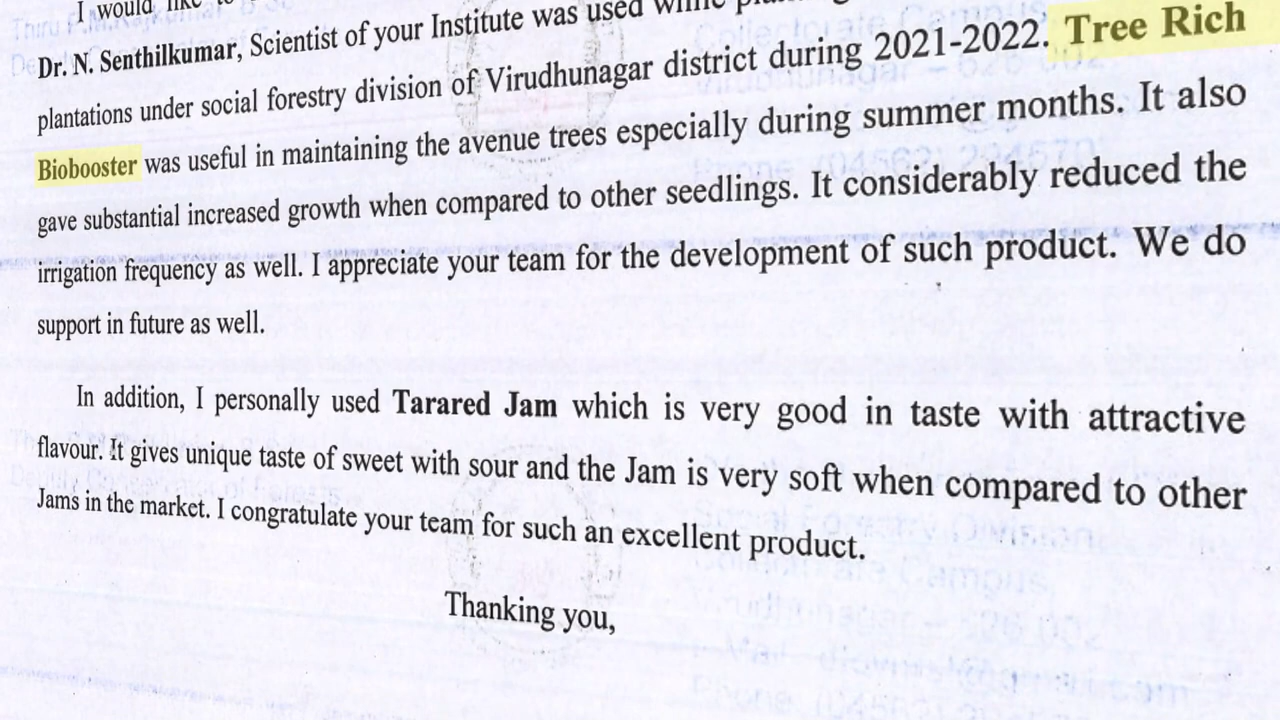 I would like to
Dr. N. Senthilkumar, Scientist of your Institute was used while
plantations under social forestry division of Virudhunagar district during 2021-2022. Tree Rich
Biobooster was useful in maintaining the avenue trees especially during summer months. It also
gave substantial increased growth when compared to other seedlings. It considerably reduced the
irrigation frequency as well. I appreciate your team for the development of such product. We do
support in future as well.
In addition, I personally used Tarared Jam which is very good in taste with attractive
flavour. It gives unique taste of sweet with sour and the Jam is very soft when compared to other
Jams in the market. I congratulate your team for such an excellent product.
Thanking you,